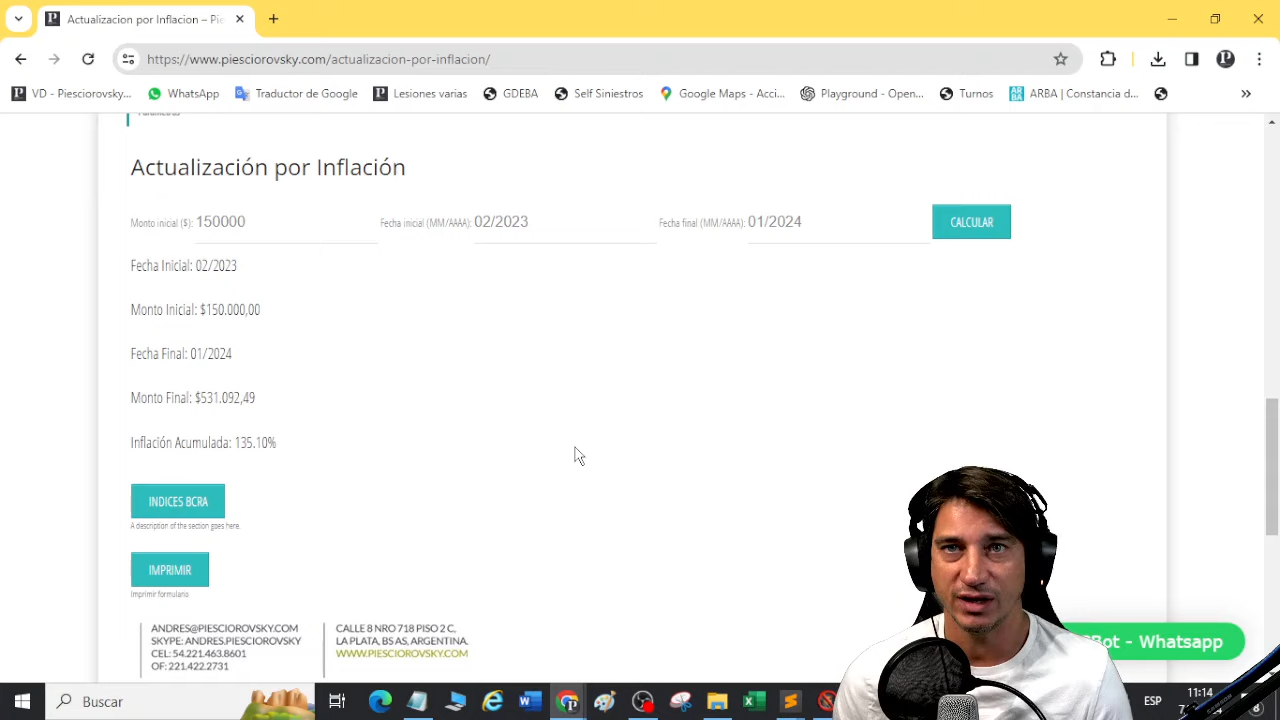 Actualizacion por Inflacion – Pie
https://www.piesciorovsky.com/actualizacion-por-inflacion/
VD - Piesciorovsky... WhatsApp Traductor de Google Lesiones varias GDEBA Self Siniestros Google Maps - Acci... Playground - Open... Turnos ARBA | Constancia d...
Actualización por Inflación
Monto inicial ($): 150000 Fecha inicial (MM/AAAA): 02/2023 Fecha final (MM/AAAA): 01/2024 CALCULAR
Fecha Inicial: 02/2023
Monto Inicial: $150.000,00
Fecha Final: 01/2024
Monto Final: $531.092,49
Inflación Acumulada: 135.10%
INDICES BCRA
A description of the section goes here.
IMPRIMIR
Imprimir formulario
ANDRES@PIESCIOROVSKY.COM
SKYPE: ANDRES.PIESCIOROVSKY
CEL: 54.221.463.8601
OF: 221.422.2731
CALLE 8 NRO 718 PISO 2 C,
LA PLATA, BS AS, ARGENTINA.
WWW.PIESCIOROVSKY.COM
Bot - Whatsapp
Buscar
ESP
11:14